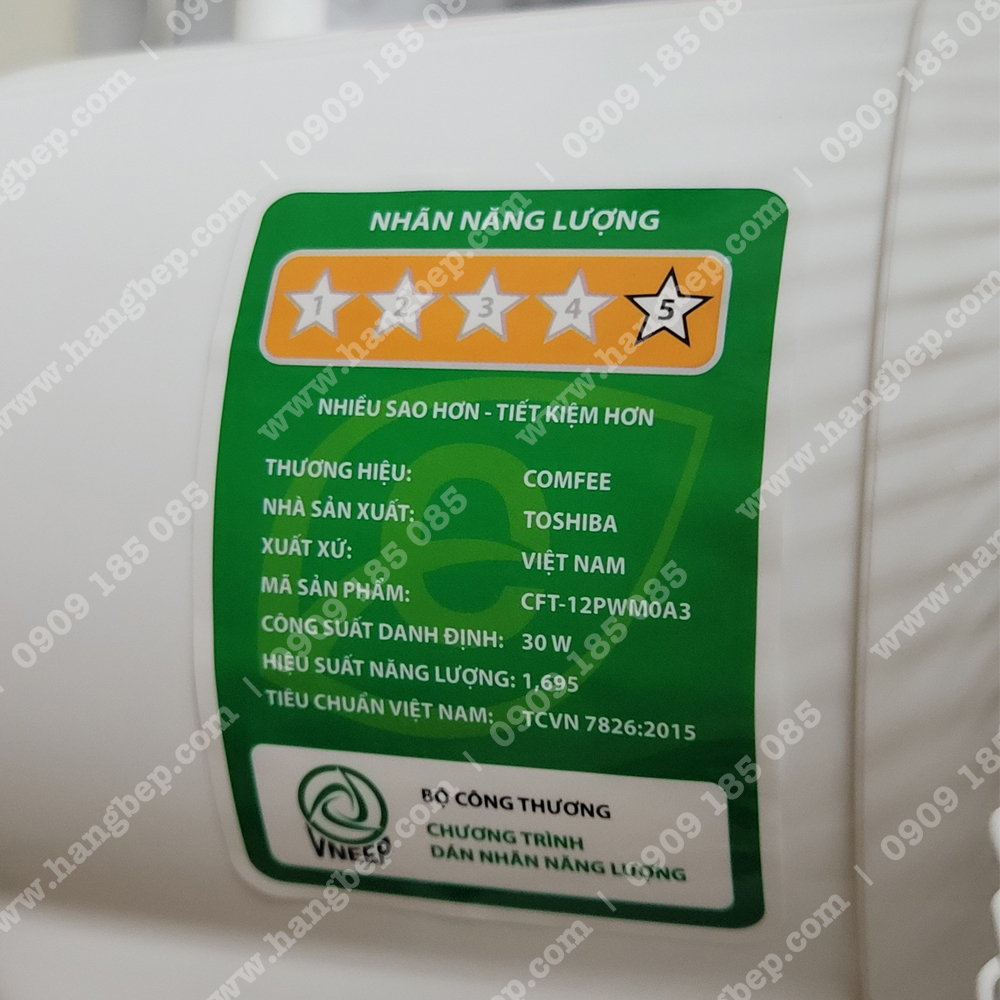 NHÃN NĂNG LƯỢNG
1 2 3 4 5
NHIỀU SAO HƠN - TIẾT KIỆM HƠN
THƯƠNG HIỆU: COMFEE
NHÀ SẢN XUẤT: TOSHIBA
XUẤT XỨ: VIỆT NAM
MÃ SẢN PHẨM: CFT-12PWM0A3
CÔNG SUẤT DANH ĐỊNH: 30 W
HIỆU SUẤT NĂNG LƯỢNG: 1,695
TIÊU CHUẨN VIỆT NAM: TCVN 7826:2015
VNEEP
BỘ CÔNG THƯƠNG
CHƯƠNG TRÌNH
DÁN NHÃN NĂNG LƯỢNG
www.hangbep.com | 0909 185 085